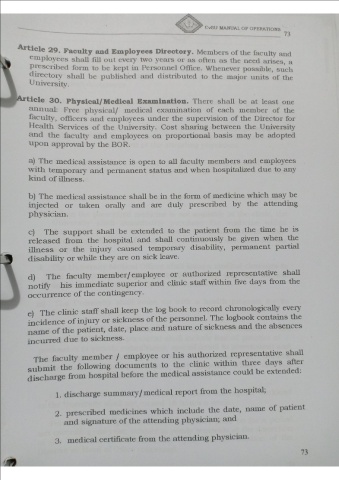 CvSU MANUAL OF OPERATIONS
73
Article 29. Faculty and Employees Directory. Members of the faculty and
employees shall fill out every two years or as often as the need arises, a
prescribed form to be kept in Personnel Office. Whenever possible, such
directory shall be published and distributed to the major units of the
University.
Article 30. Physical/Medical Examination. There shall be at least one
annual: Free physical/ medical examination of each member of the
faculty, officers and employees under the supervision of the Director for
Health Services of the University. Cost sharing between the University
and the faculty and employees on proportional basis may be adopted
upon approval by the BOR.
a) The medical assistance is open to all faculty members and employees
with temporary and permanent status and when hospitalized due to any
kind of illness.
b) The medical assistance shall be in the form of medicine which may be
injected or taken orally and are duly prescribed by the attending
physician.
c) The support shall be extended to the patient from the time he is
released from the hospital and shall continuously be given when the
illness or the injury caused temporary disability, permanent partial
disability or while they are on sick leave.
d) The faculty member/employee or authorized representative shall
notify his immediate superior and clinic staff within five days from the
occurrence of the contingency.
e) The clinic staff shall keep the log book to record chronologically every
incidence of injury or sickness of the personnel. The logbook contains the
name of the patient, date, place and nature of sickness and the absences
incurred due to sickness.
The faculty member / employee or his authorized representative shall
submit the following documents to the clinic within three days after
discharge from hospital before the medical assistance could be extended:
1. discharge summary/medical report from the hospital;
2. prescribed medicines which include the date, name of patient
and signature of the attending physician; and
3. medical certificate from the attending physician.
73